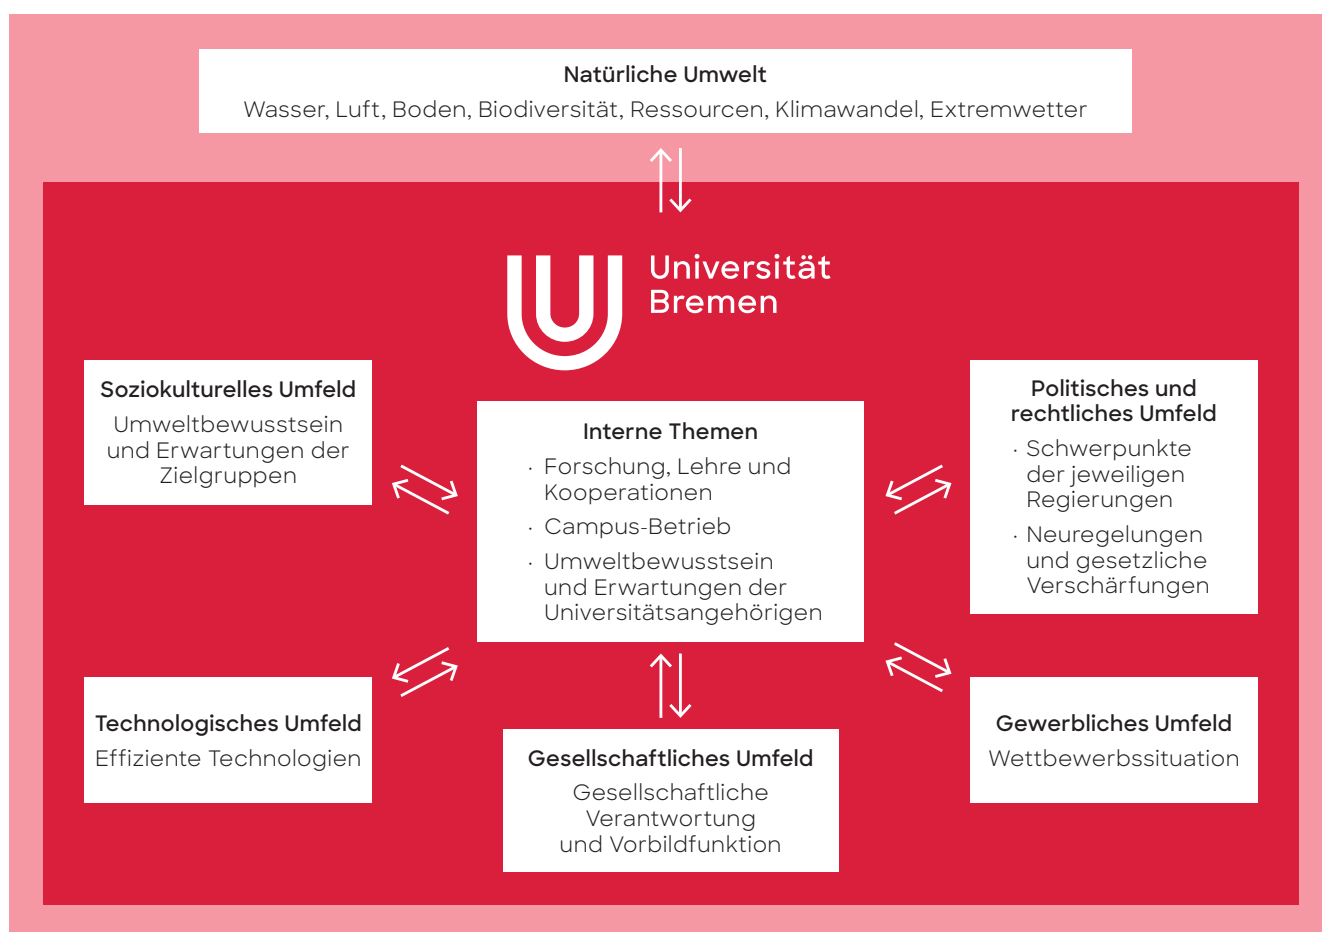 Natürliche Umwelt
Wasser, Luft, Boden, Biodiversität, Ressourcen, Klimawandel, Extremwetter
Universität
Bremen
Soziokulturelles Umfeld
Umweltbewusstsein
und Erwartungen der
Zielgruppen
Interne Themen
· Forschung, Lehre und
Kooperationen
· Campus-Betrieb
· Umweltbewusstsein
und Erwartungen der
Universitätsangehörigen
Politisches und
rechtliches Umfeld
· Schwerpunkte
der jeweiligen
Regierungen
· Neuregelungen
und gesetzliche
Verschärfungen
Technologisches Umfeld
Effiziente Technologien
Gesellschaftliches Umfeld
Gesellschaftliche
Verantwortung
und Vorbildfunktion
Gewerbliches Umfeld
Wettbewerbssituation